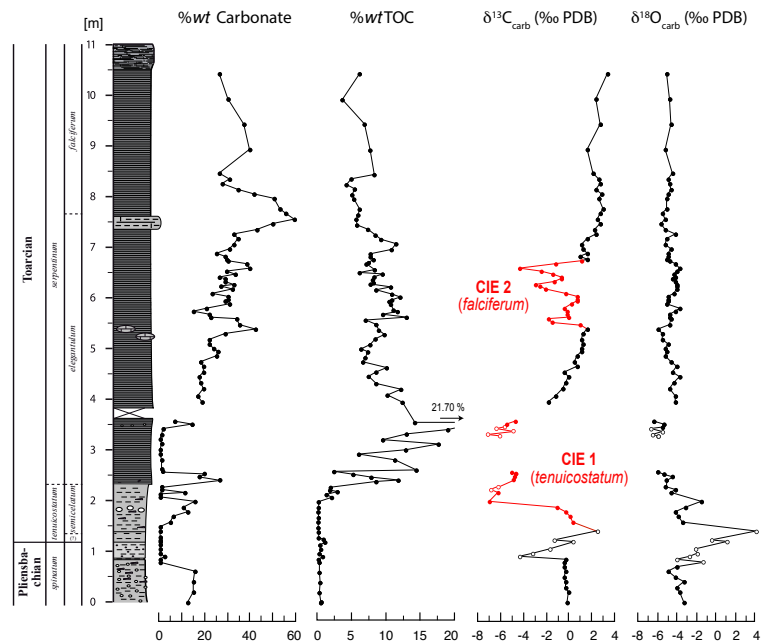 %wt Carbonate
%wt TOC
δ13Ccarb (‰ PDB)
δ18Ocarb (‰ PDB)
[m]
11
10
9
8
7
6
5
4
3
2
1
0
Toarcian
Pliensba-
chian
falciferum
serpentinum
elegantulum
tenuicostatum
semicelatum
spinatum
CIE 2
(falciferum)
21.70 %
CIE 1
(tenuicostatum)
0 20 40 60
0 5 10 15 20
-8 -4 0 4
-8 -6 -4 -2 0 2 4